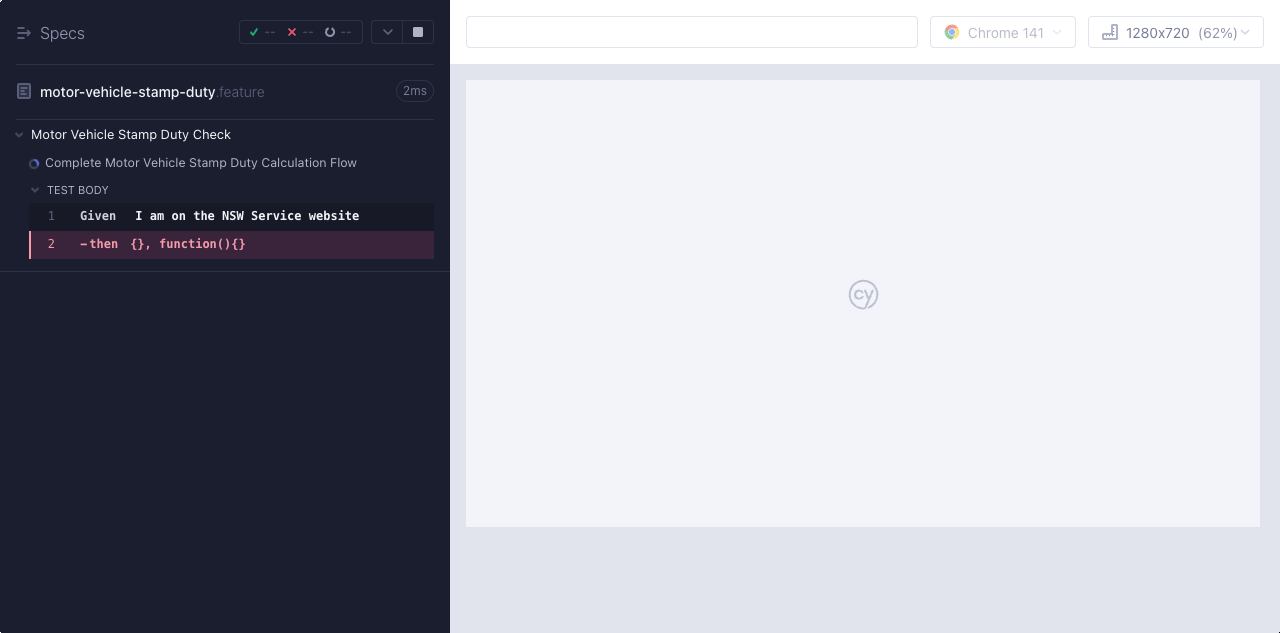 Specs
-- -- --
Chrome 141
1280x720 (62%)
motor-vehicle-stamp-duty.feature
2ms
Motor Vehicle Stamp Duty Check
Complete Motor Vehicle Stamp Duty Calculation Flow
TEST BODY
1 Given I am on the NSW Service website
2 -then {}, function(){}
cy